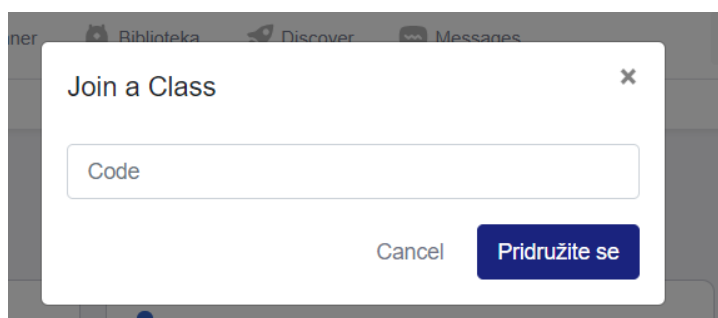 Biblioteka Discover Messages
Join a Class ×
Code
Cancel Pridružite se